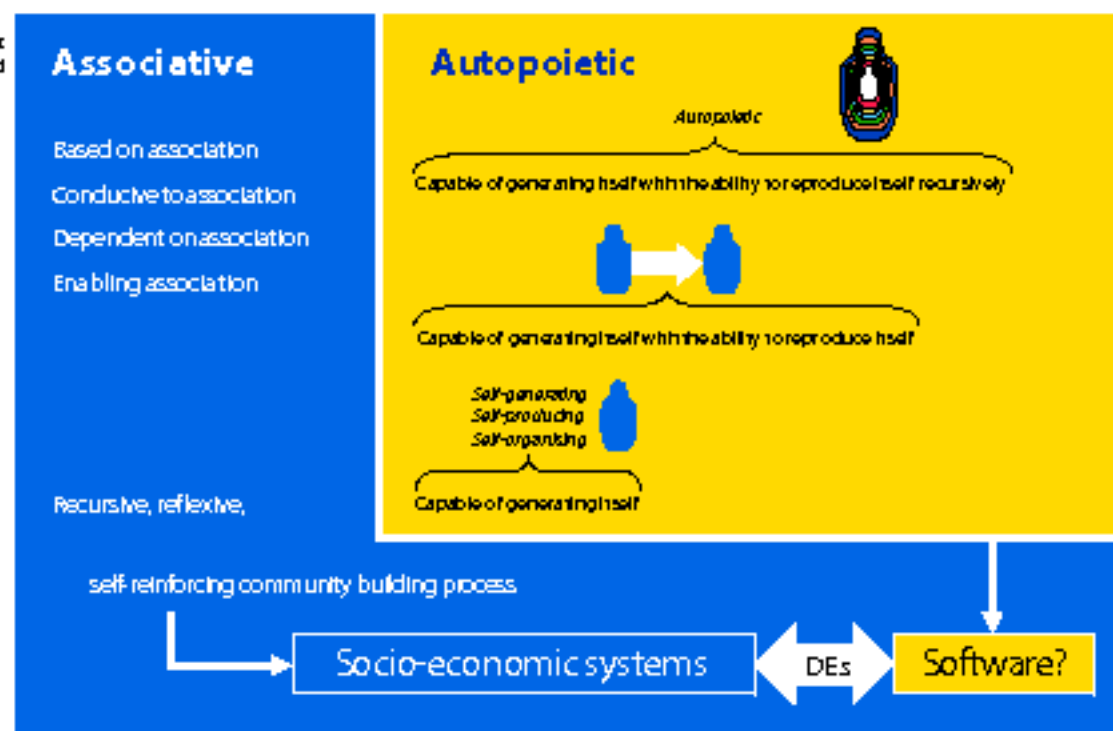 Associative
Based on association
Conducive to association
Dependent on association
Enabling association
Recursive, reflexive,
self-reinforcing community building process
Autopoietic
Autopoietic
Capable of generating itself with the ability to reproduce itself recursively
Capable of generating itself with the ability to reproduce itself
Self-generating
Self-producing
Self-organising
Capable of generating itself
Socio-economic systems
DEs
Software?